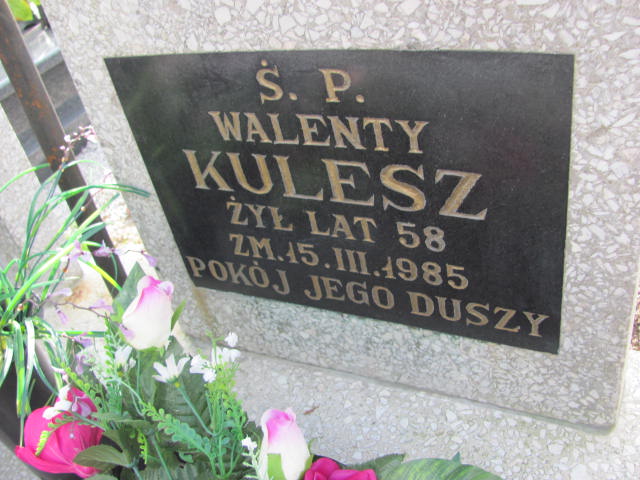 Ś. P.
WALENTY
KULESZ
ŻYŁ LAT 58
ZM. 15. III. 1985
POKÓJ JEGO DUSZY